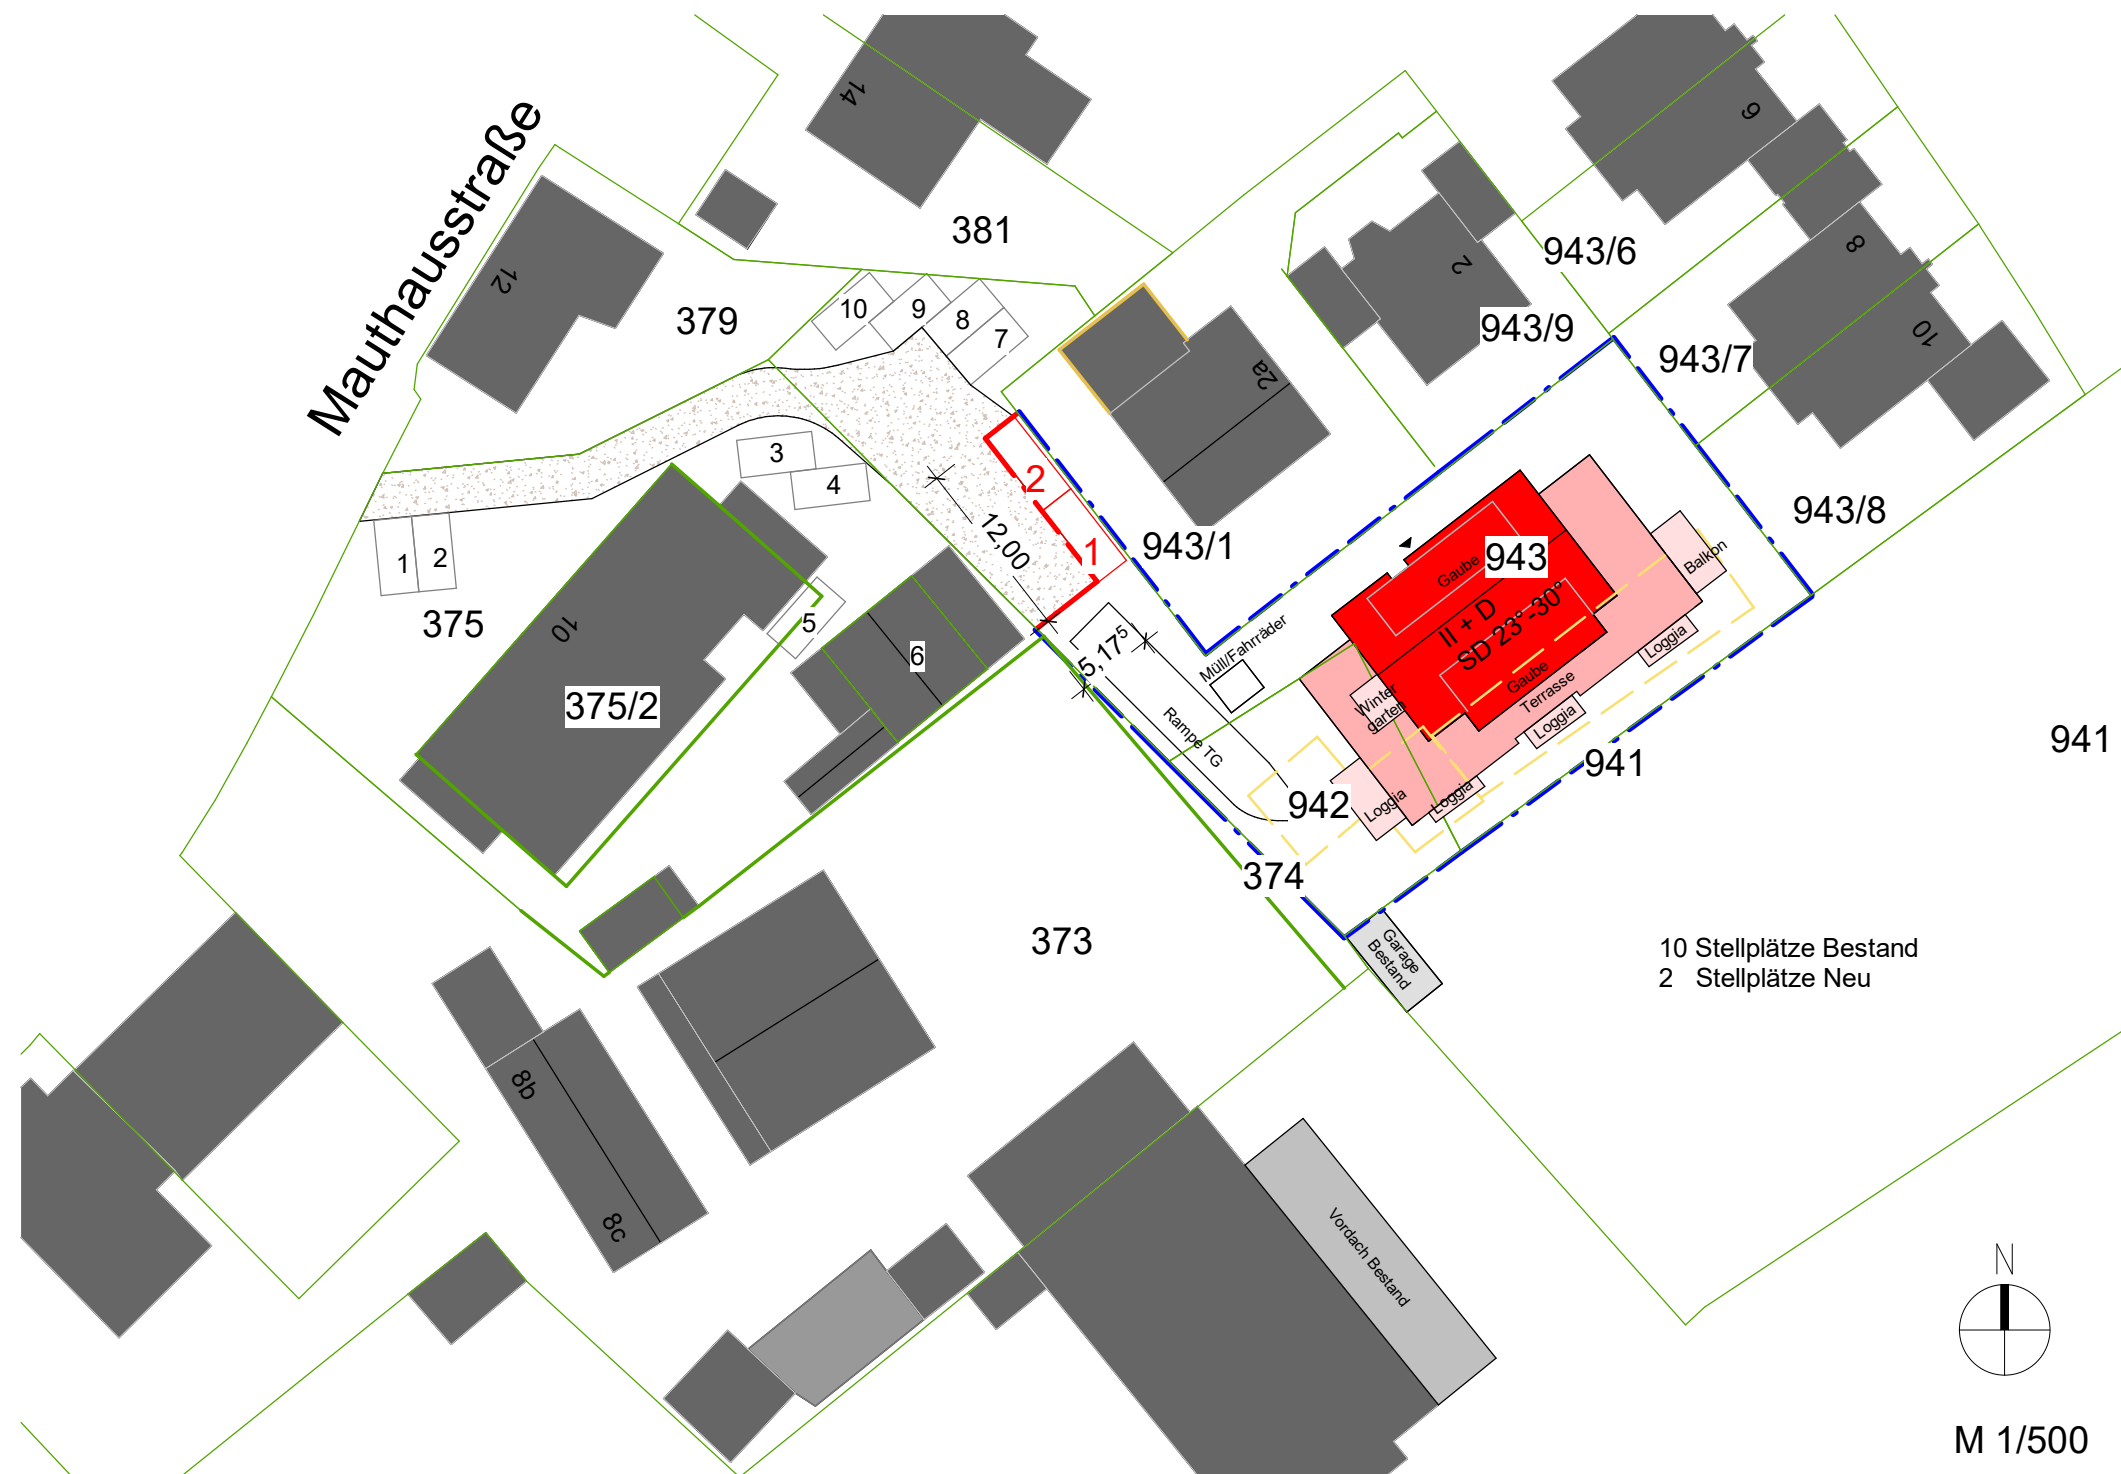 Mauthausstraße
14
12
381
379
10
9
8
7
2
943/6
6
943/9
943/7
8
10
943/8
2a
943/1
3
4
1
2
375
10
375/2
5
6
2
1
12,00
5,17⁵
Müll/Fahrräder
Rampe TG
943
Gaube
II + D
SD 23°-30°
Gaube
Terrasse
Balkon
Loggia
Loggia
Loggia
Loggia
Winter
garten
941
941
942
374
373
Garage
Bestand
10 Stellplätze Bestand
2 Stellplätze Neu
8b
8c
Vordach Bestand
N
M 1/500